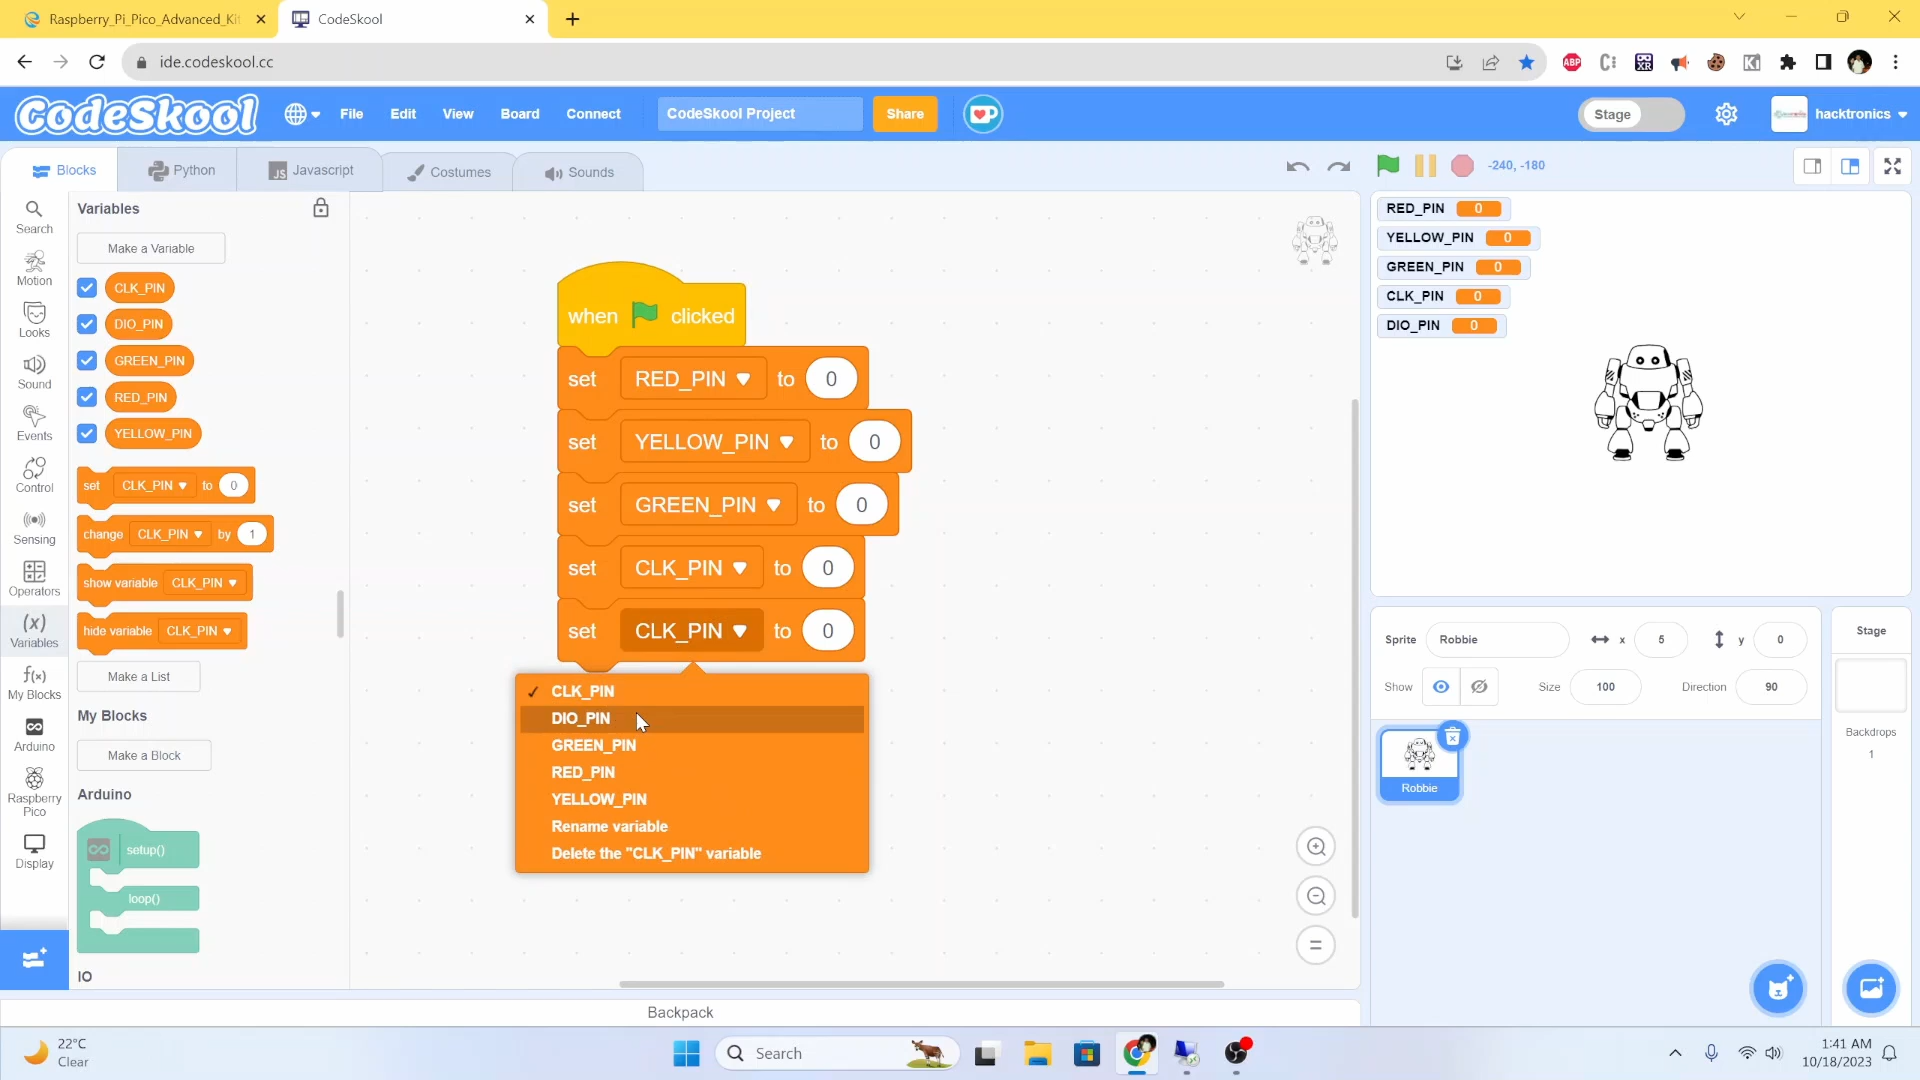 Raspberry_Pi_Pico_Advanced_Kit
CodeSkool
ide.codeskool.cc
CodeSkool
File
Edit
View
Board
Connect
CodeSkool Project
Share
Stage
hacktronics
Blocks
Python
Javascript
Costumes
Sounds
-240, -180
Search
Motion
Looks
Sound
Events
Control
Sensing
Operators
Variables
My Blocks
Arduino
Raspberry
Pico
Display
Variables
Make a Variable
CLK_PIN
DIO_PIN
GREEN_PIN
RED_PIN
YELLOW_PIN
set CLK_PIN to 0
change CLK_PIN by 1
show variable CLK_PIN
hide variable CLK_PIN
Make a List
My Blocks
Make a Block
Arduino
setup()
loop()
IO
when clicked
set RED_PIN to 0
set YELLOW_PIN to 0
set GREEN_PIN to 0
set CLK_PIN to 0
set CLK_PIN to 0
✓ CLK_PIN
DIO_PIN
GREEN_PIN
RED_PIN
YELLOW_PIN
Rename variable
Delete the "CLK_PIN" variable
RED_PIN 0
YELLOW_PIN 0
GREEN_PIN 0
CLK_PIN 0
DIO_PIN 0
Sprite Robbie x 5 y 0
Show Size 100 Direction 90
Robbie
Stage
Backdrops
1
Backpack
22°C
Clear
Search
1:41 AM
10/18/2023